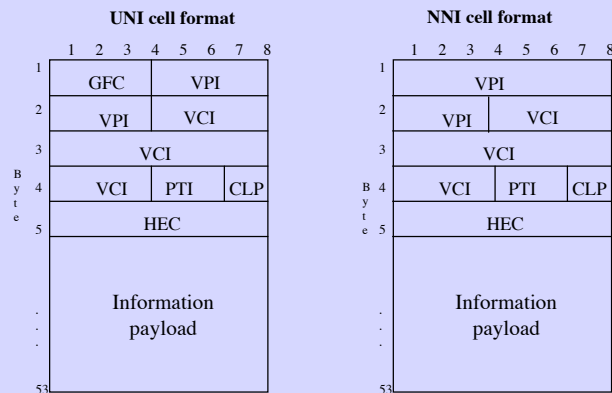 UNI cell format
1 2 3 4 5 6 7 8
1 GFC VPI
2 VPI VCI
3 VCI
4 VCI PTI CLP
5 HEC
Byte
Information
payload
.
.
.
53
NNI cell format
1 2 3 4 5 6 7 8
1 VPI
2 VPI VCI
3 VCI
4 VCI PTI CLP
5 HEC
Byte
Information
payload
.
.
.
53